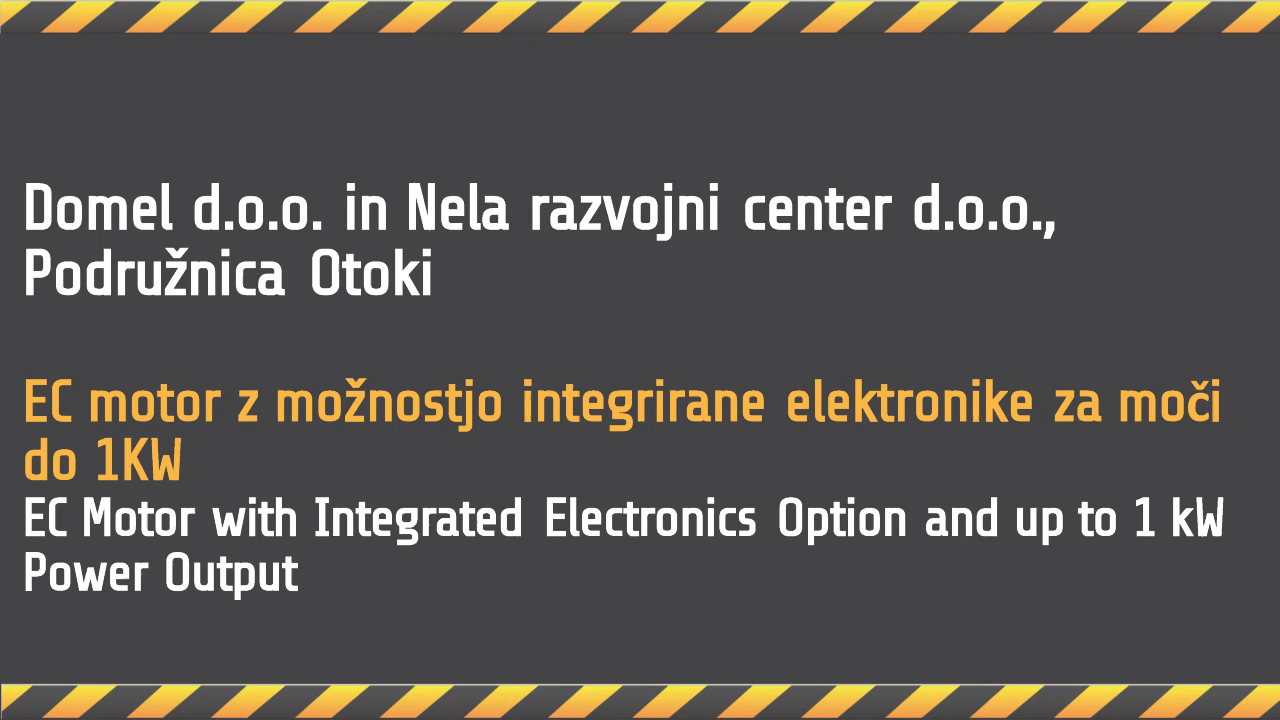 Domel d.o.o. in Nela razvojni center d.o.o.,
Podružnica Otoki
EC motor z možnostjo integrirane elektronike za moči
do 1KW
EC Motor with Integrated Electronics Option and up to 1 kW
Power Output